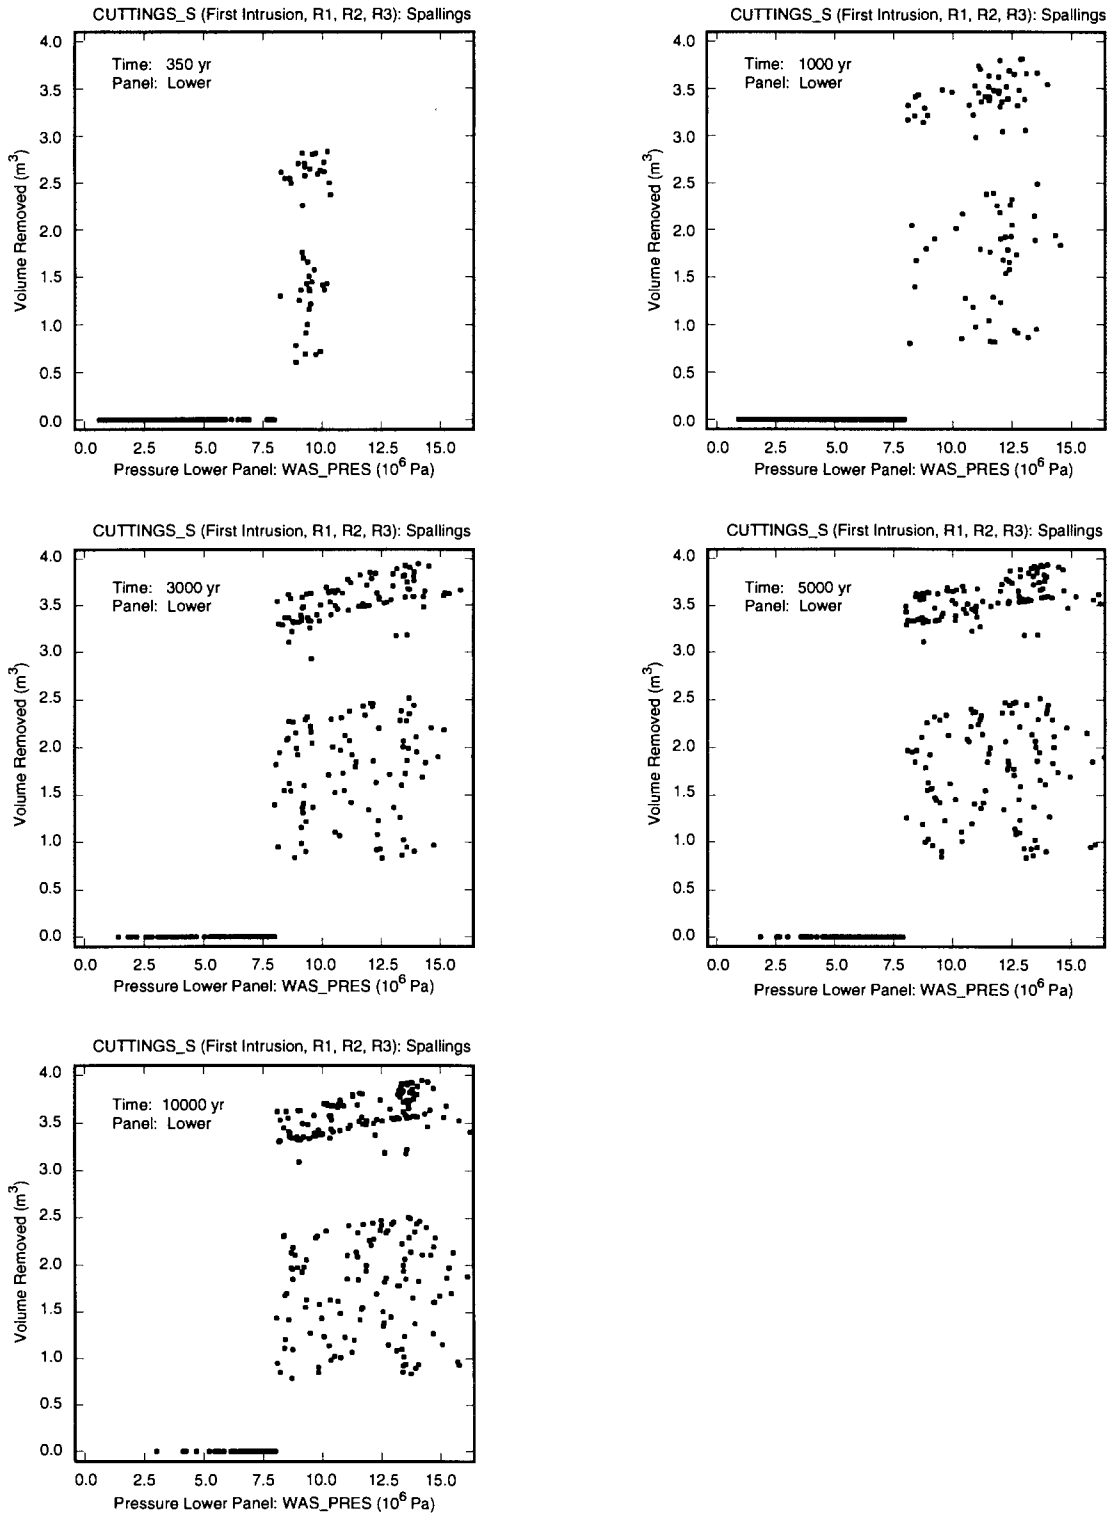 CUTTINGS_S (First Intrusion, R1, R2, R3): Spallings
Time: 350 yr
Panel: Lower
Volume Removed (m³)
4.0
3.5
3.0
2.5
2.0
1.5
1.0
0.5
0.0
0.0 2.5 5.0 7.5 10.0 12.5 15.0
Pressure Lower Panel: WAS_PRES (10⁶ Pa)
CUTTINGS_S (First Intrusion, R1, R2, R3): Spallings
Time: 1000 yr
Panel: Lower
Volume Removed (m³)
4.0
3.5
3.0
2.5
2.0
1.5
1.0
0.5
0.0
0.0 2.5 5.0 7.5 10.0 12.5 15.0
Pressure Lower Panel: WAS_PRES (10⁶ Pa)
CUTTINGS_S (First Intrusion, R1, R2, R3): Spallings
Time: 3000 yr
Panel: Lower
Volume Removed (m³)
4.0
3.5
3.0
2.5
2.0
1.5
1.0
0.5
0.0
0.0 2.5 5.0 7.5 10.0 12.5 15.0
Pressure Lower Panel: WAS_PRES (10⁶ Pa)
CUTTINGS_S (First Intrusion, R1, R2, R3): Spallings
Time: 5000 yr
Panel: Lower
Volume Removed (m³)
4.0
3.5
3.0
2.5
2.0
1.5
1.0
0.5
0.0
0.0 2.5 5.0 7.5 10.0 12.5 15.0
Pressure Lower Panel: WAS_PRES (10⁶ Pa)
CUTTINGS_S (First Intrusion, R1, R2, R3): Spallings
Time: 10000 yr
Panel: Lower
Volume Removed (m³)
4.0
3.5
3.0
2.5
2.0
1.5
1.0
0.5
0.0
0.0 2.5 5.0 7.5 10.0 12.5 15.0
Pressure Lower Panel: WAS_PRES (10⁶ Pa)